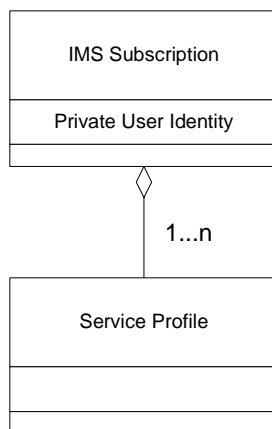 IMS Subscription
Private User Identity
1...n
Service Profile